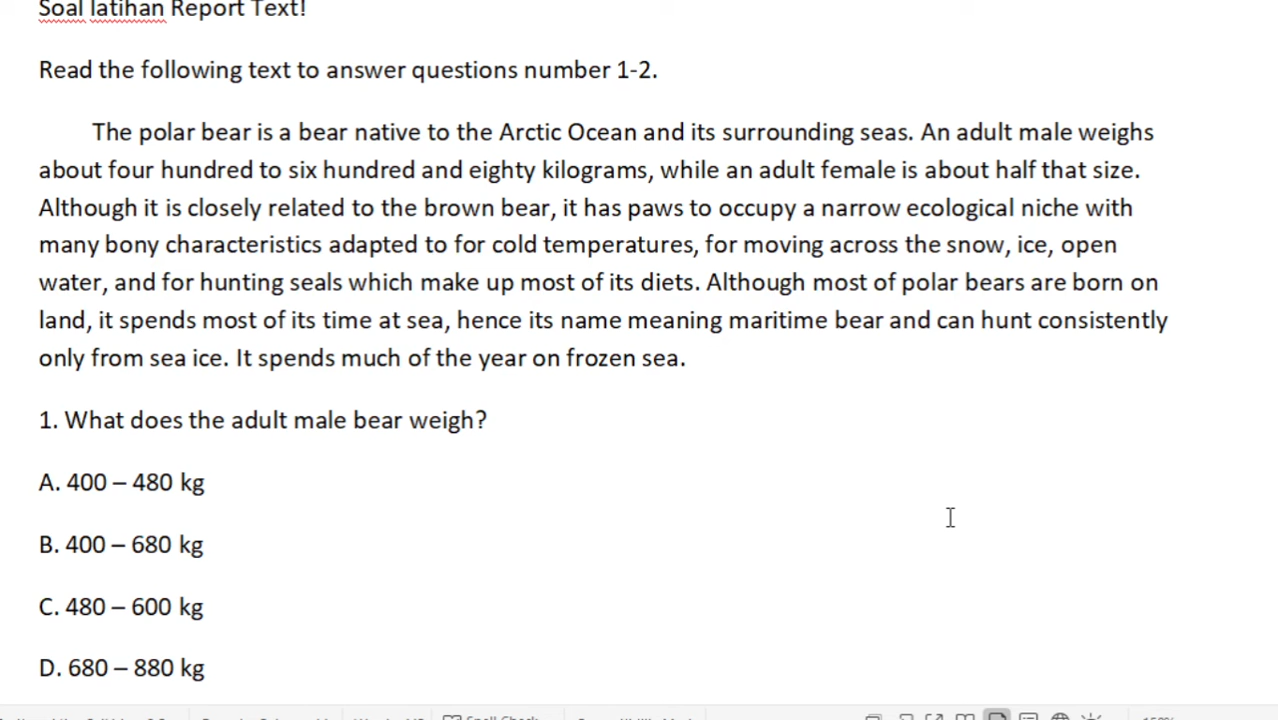 Soal latihan Report Text!
Read the following text to answer questions number 1-2.
The polar bear is a bear native to the Arctic Ocean and its surrounding seas. An adult male weighs
about four hundred to six hundred and eighty kilograms, while an adult female is about half that size.
Although it is closely related to the brown bear, it has paws to occupy a narrow ecological niche with
many bony characteristics adapted to for cold temperatures, for moving across the snow, ice, open
water, and for hunting seals which make up most of its diets. Although most of polar bears are born on
land, it spends most of its time at sea, hence its name meaning maritime bear and can hunt consistently
only from sea ice. It spends much of the year on frozen sea.
1. What does the adult male bear weigh?
A. 400 – 480 kg
B. 400 – 680 kg
C. 480 – 600 kg
D. 680 – 880 kg